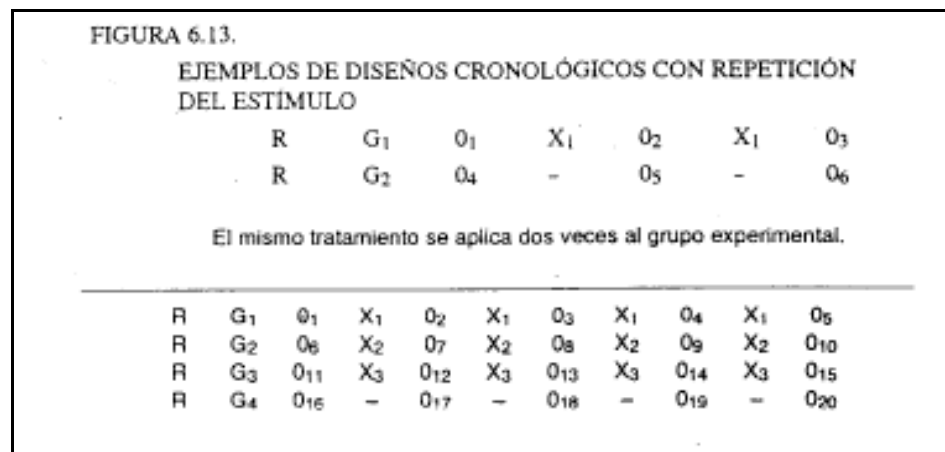 FIGURA 6.13.
EJEMPLOS DE DISEÑOS CRONOLÓGICOS CON REPETICIÓN
DEL ESTÍMULO
R G₁ 0₁ X₁ 0₂ X₁ 0₃
R G₂ 0₄ – 0₅ – 0₆
El mismo tratamiento se aplica dos veces al grupo experimental.
R G₁ 0₁ X₁ 0₂ X₁ 0₃ X₁ 0₄ X₁ 0₅
R G₂ 0₆ X₂ 0₇ X₂ 0₈ X₂ 0₉ X₂ 0₁₀
R G₃ 0₁₁ X₃ 0₁₂ X₃ 0₁₃ X₃ 0₁₄ X₃ 0₁₅
R G₄ 0₁₆ – 0₁₇ – 0₁₈ – 0₁₉ – 0₂₀